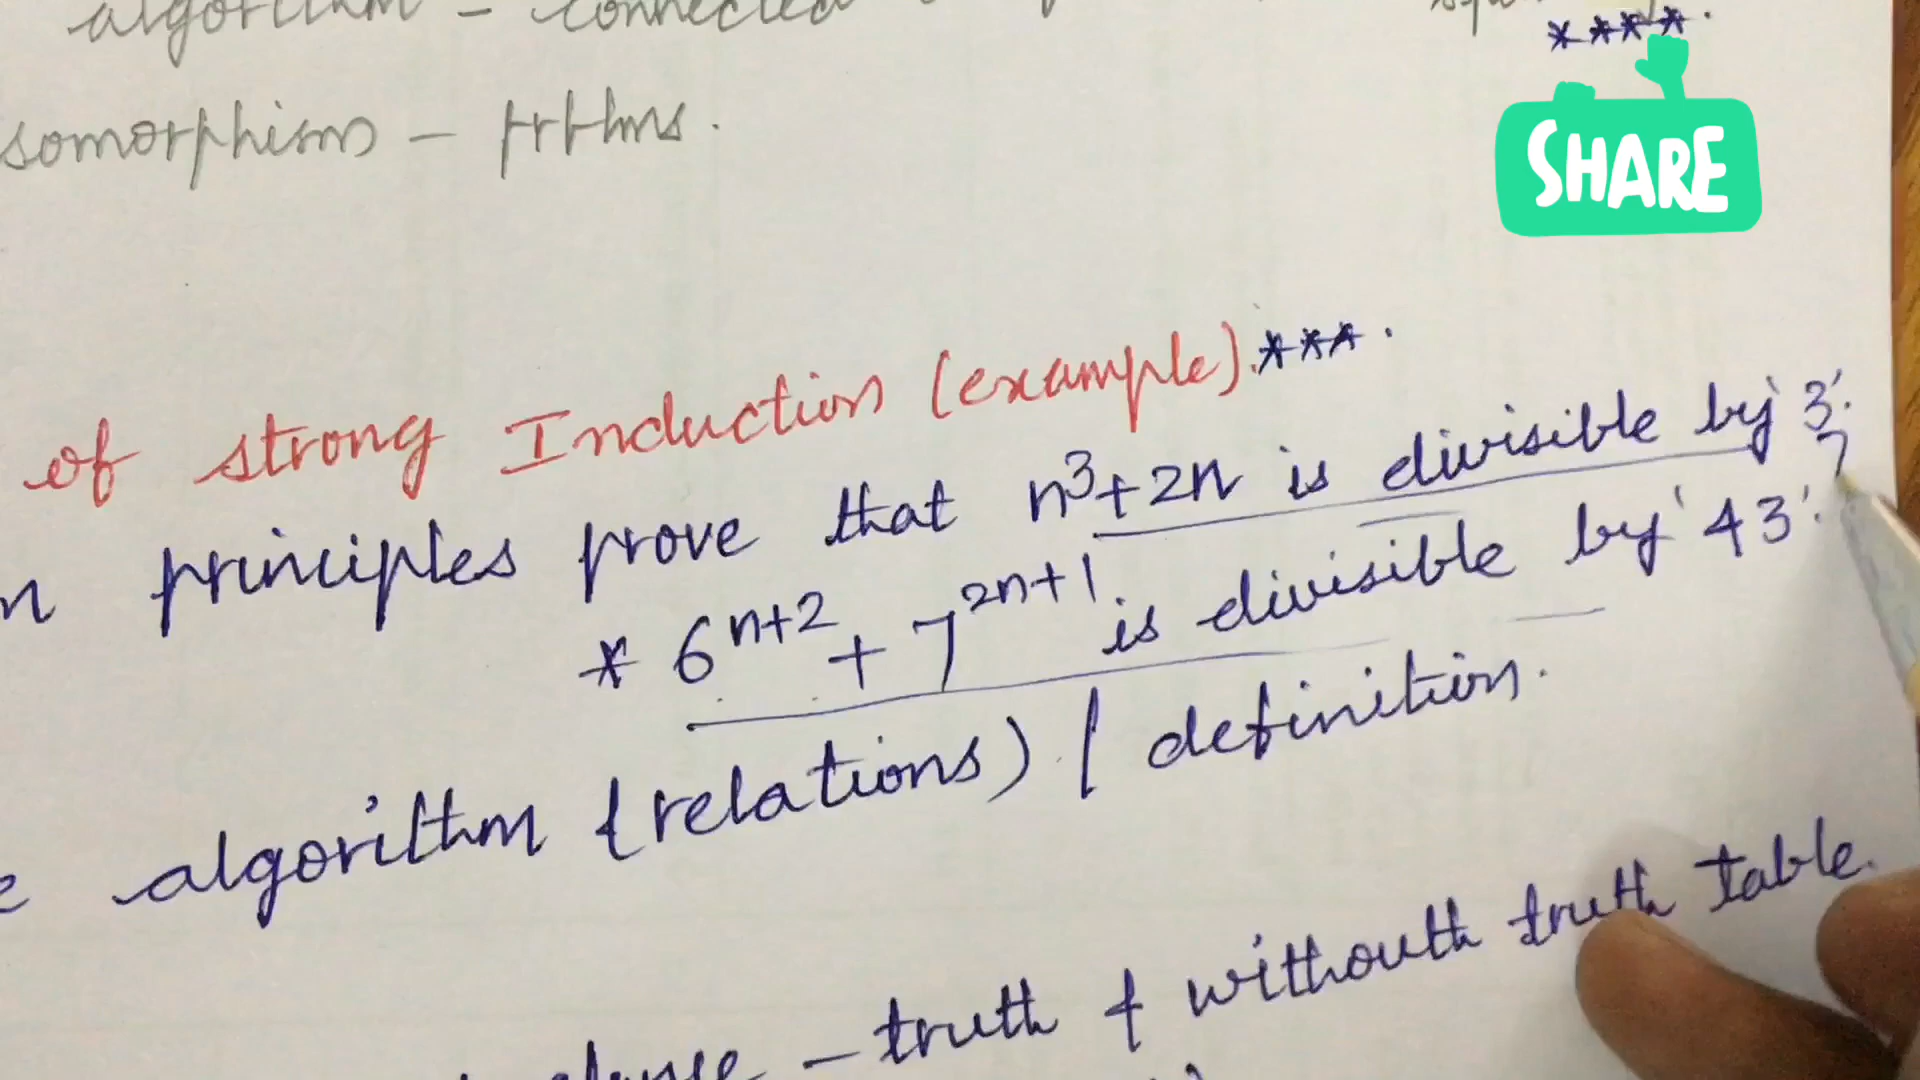 algorithm - connected
****.
somorphism - prblms.
SHARE
of strong Induction (example).***.
n principles prove that n³+2n is divisible by '3'.
* 6ⁿ⁺² + 7²ⁿ⁺¹ is divisible by '43'.
algorithm {relations) / definition.
- truth & without truth table.